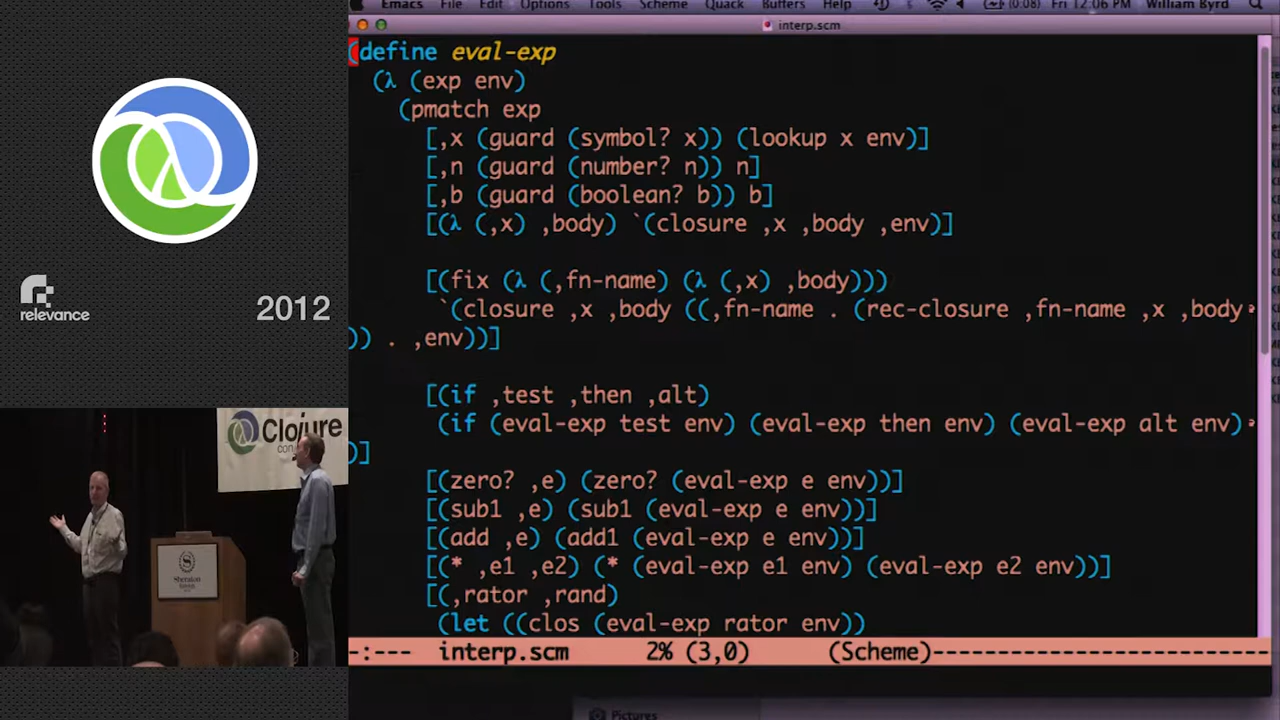 Emacs File Edit Options Tools Scheme Quack Buffers Help (0:08) Fri 12:06 PM William Byrd
interp.scm
(define eval-exp
(λ (exp env)
(pmatch exp
[,x (guard (symbol? x)) (lookup x env)]
[,n (guard (number? n)) n]
[,b (guard (boolean? b)) b]
[(λ (,x) ,body) `(closure ,x ,body ,env)]
[(fix (λ (,fn-name) (λ (,x) ,body)))
`(closure ,x ,body ((,fn-name . (rec-closure ,fn-name ,x ,body
)) . ,env))]
[(if ,test ,then ,alt)
(if (eval-exp test env) (eval-exp then env) (eval-exp alt env)
)]
[(zero? ,e) (zero? (eval-exp e env))]
[(sub1 ,e) (sub1 (eval-exp e env))]
[(add ,e) (add1 (eval-exp e env))]
[(* ,e1 ,e2) (* (eval-exp e1 env) (eval-exp e2 env))]
[(,rator ,rand)
(let ((clos (eval-exp rator env))
-:--- interp.scm 2% (3,0) (Scheme)--------------------------
Pictures
relevance
2012
Clojure
Sheraton